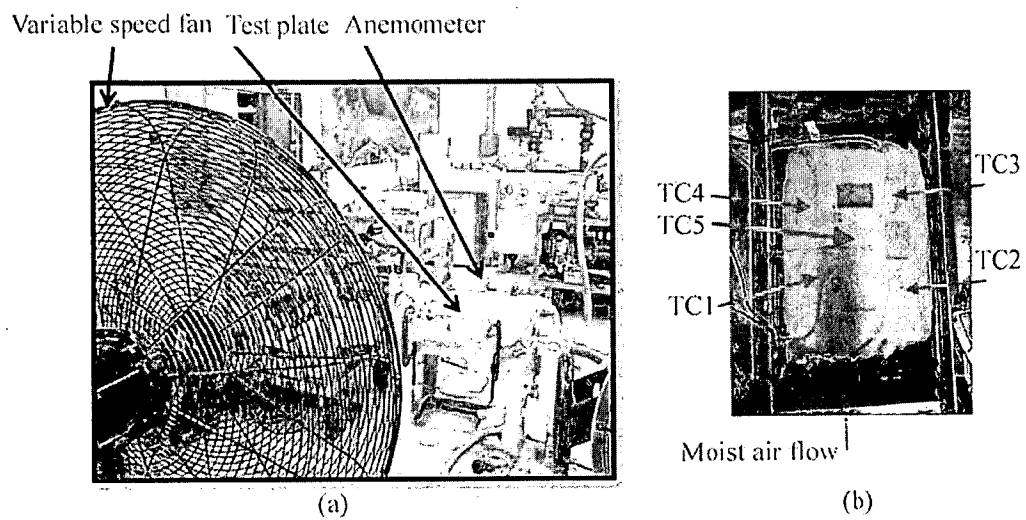 Variable speed fan Test plate Anemometer
TC4
TC3
TC5
TC2
TC1
Moist air flow
(a)
(b)